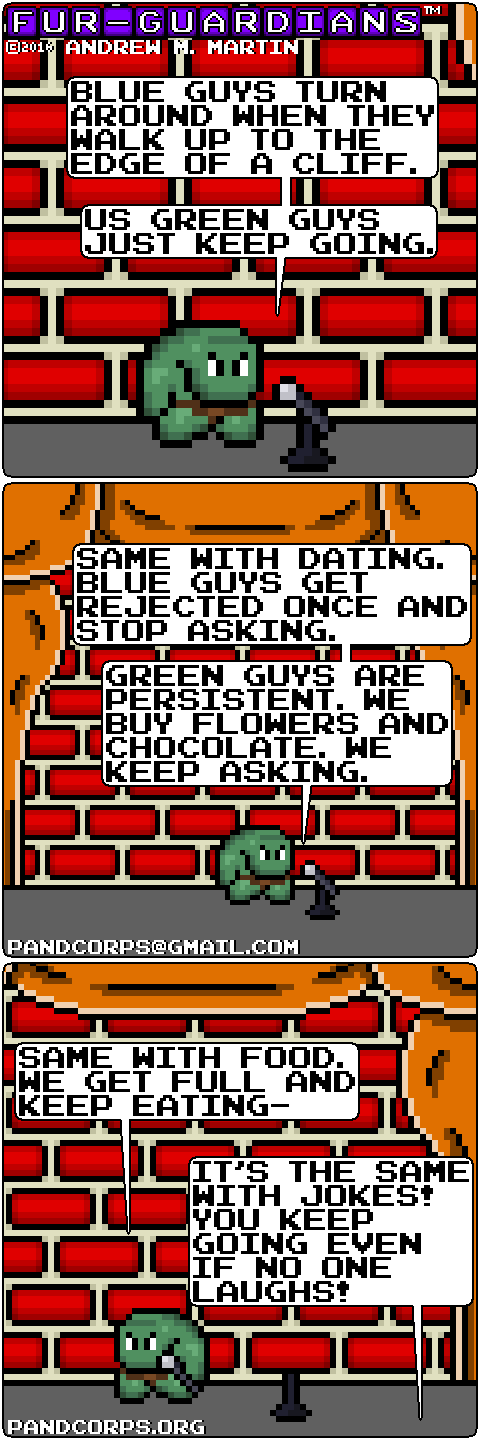 FUR-GUARDIANS™
©2016 ANDREW M. MARTIN
BLUE GUYS TURN
AROUND WHEN THEY
WALK UP TO THE
EDGE OF A CLIFF.
US GREEN GUYS
JUST KEEP GOING.
SAME WITH DATING.
BLUE GUYS GET
REJECTED ONCE AND
STOP ASKING.
GREEN GUYS ARE
PERSISTENT. WE
BUY FLOWERS AND
CHOCOLATE. WE
KEEP ASKING.
PANDCORPS@GMAIL.COM
SAME WITH FOOD.
WE GET FULL AND
KEEP EATING-
IT'S THE SAME
WITH JOKES!
YOU KEEP
GOING EVEN
IF NO ONE
LAUGHS!
PANDCORPS.ORG